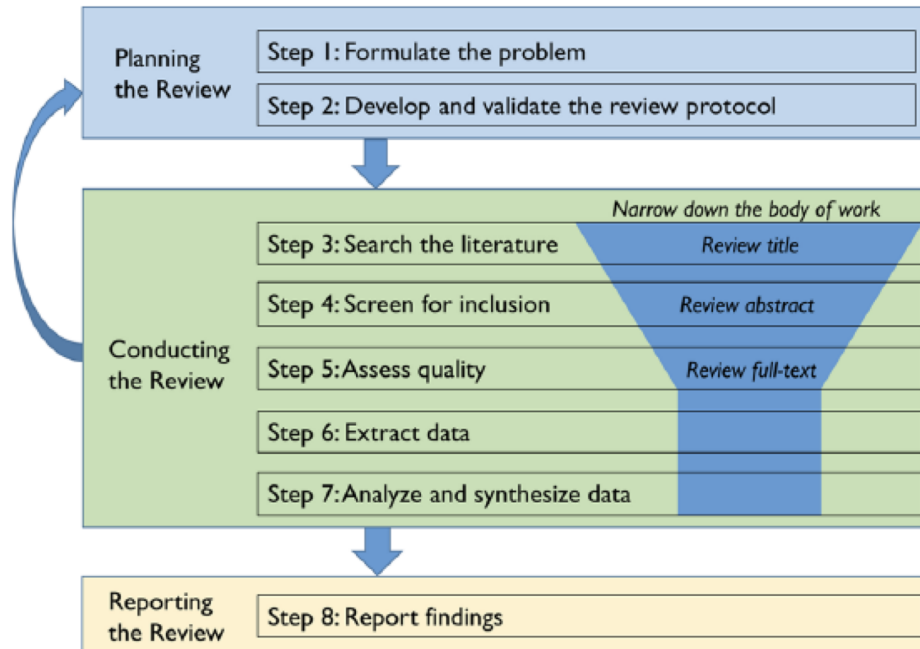 Planning
the Review
Step 1: Formulate the problem
Step 2: Develop and validate the review protocol
Conducting
the Review
Narrow down the body of work
Step 3: Search the literature
Review title
Step 4: Screen for inclusion
Review abstract
Step 5: Assess quality
Review full-text
Step 6: Extract data
Step 7: Analyze and synthesize data
Reporting
the Review
Step 8: Report findings